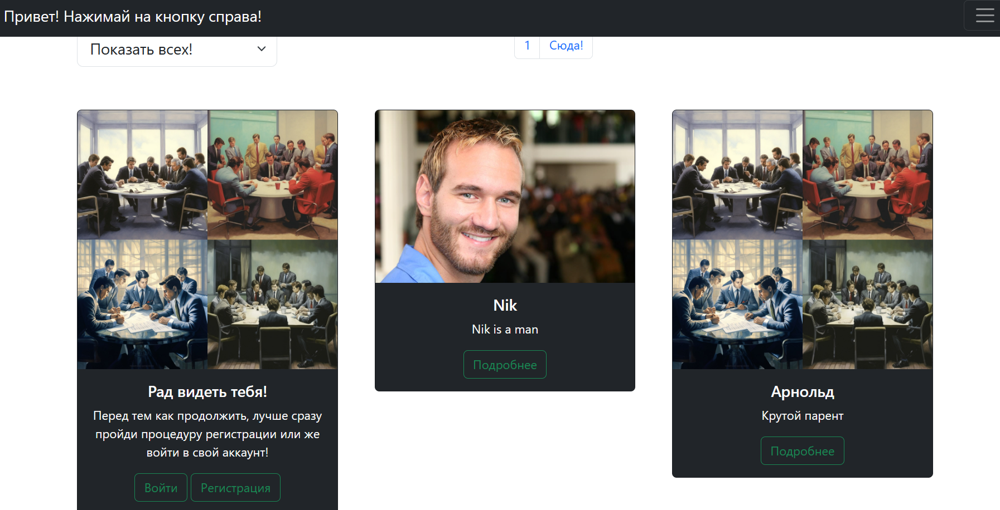 Привет! Нажимай на кнопку справа!
Показать всех!
1 Сюда!
Рад видеть тебя!
Перед тем как продолжить, лучше сразу
пройди процедуру регистрации или же
войти в свой аккаунт!
Войти Регистрация
Nik
Nik is a man
Подробнее
Арнольд
Крутой парент
Подробнее